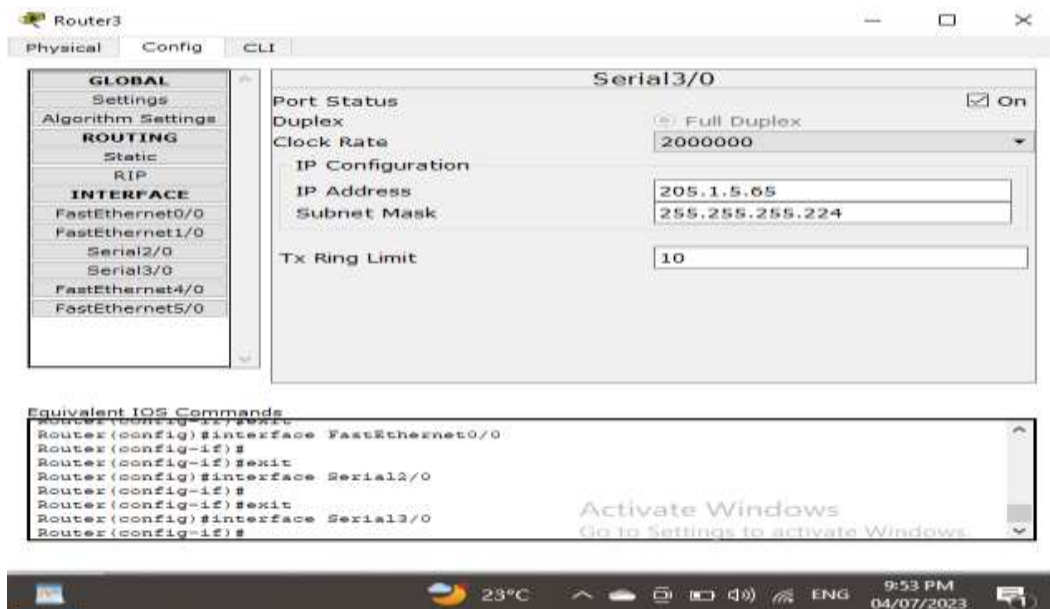 Router3
Physical Config CLI
GLOBAL
Settings
Algorithm Settings
ROUTING
Static
RIP
INTERFACE
FastEthernet0/0
FastEthernet1/0
Serial2/0
Serial3/0
FastEthernet4/0
FastEthernet5/0
Serial3/0
Port Status On
Duplex Full Duplex
Clock Rate 2000000
IP Configuration
IP Address 205.1.5.65
Subnet Mask 255.255.255.224
Tx Ring Limit 10
Equivalent IOS Commands
Router(config-if)#exit
Router(config)#interface FastEthernet0/0
Router(config-if)#
Router(config-if)#exit
Router(config)#interface Serial2/0
Router(config-if)#
Router(config-if)#exit
Router(config)#interface Serial3/0
Router(config-if)#
Activate Windows
Go to Settings to activate Windows.
23°C ENG 9:53 PM
04/07/2023